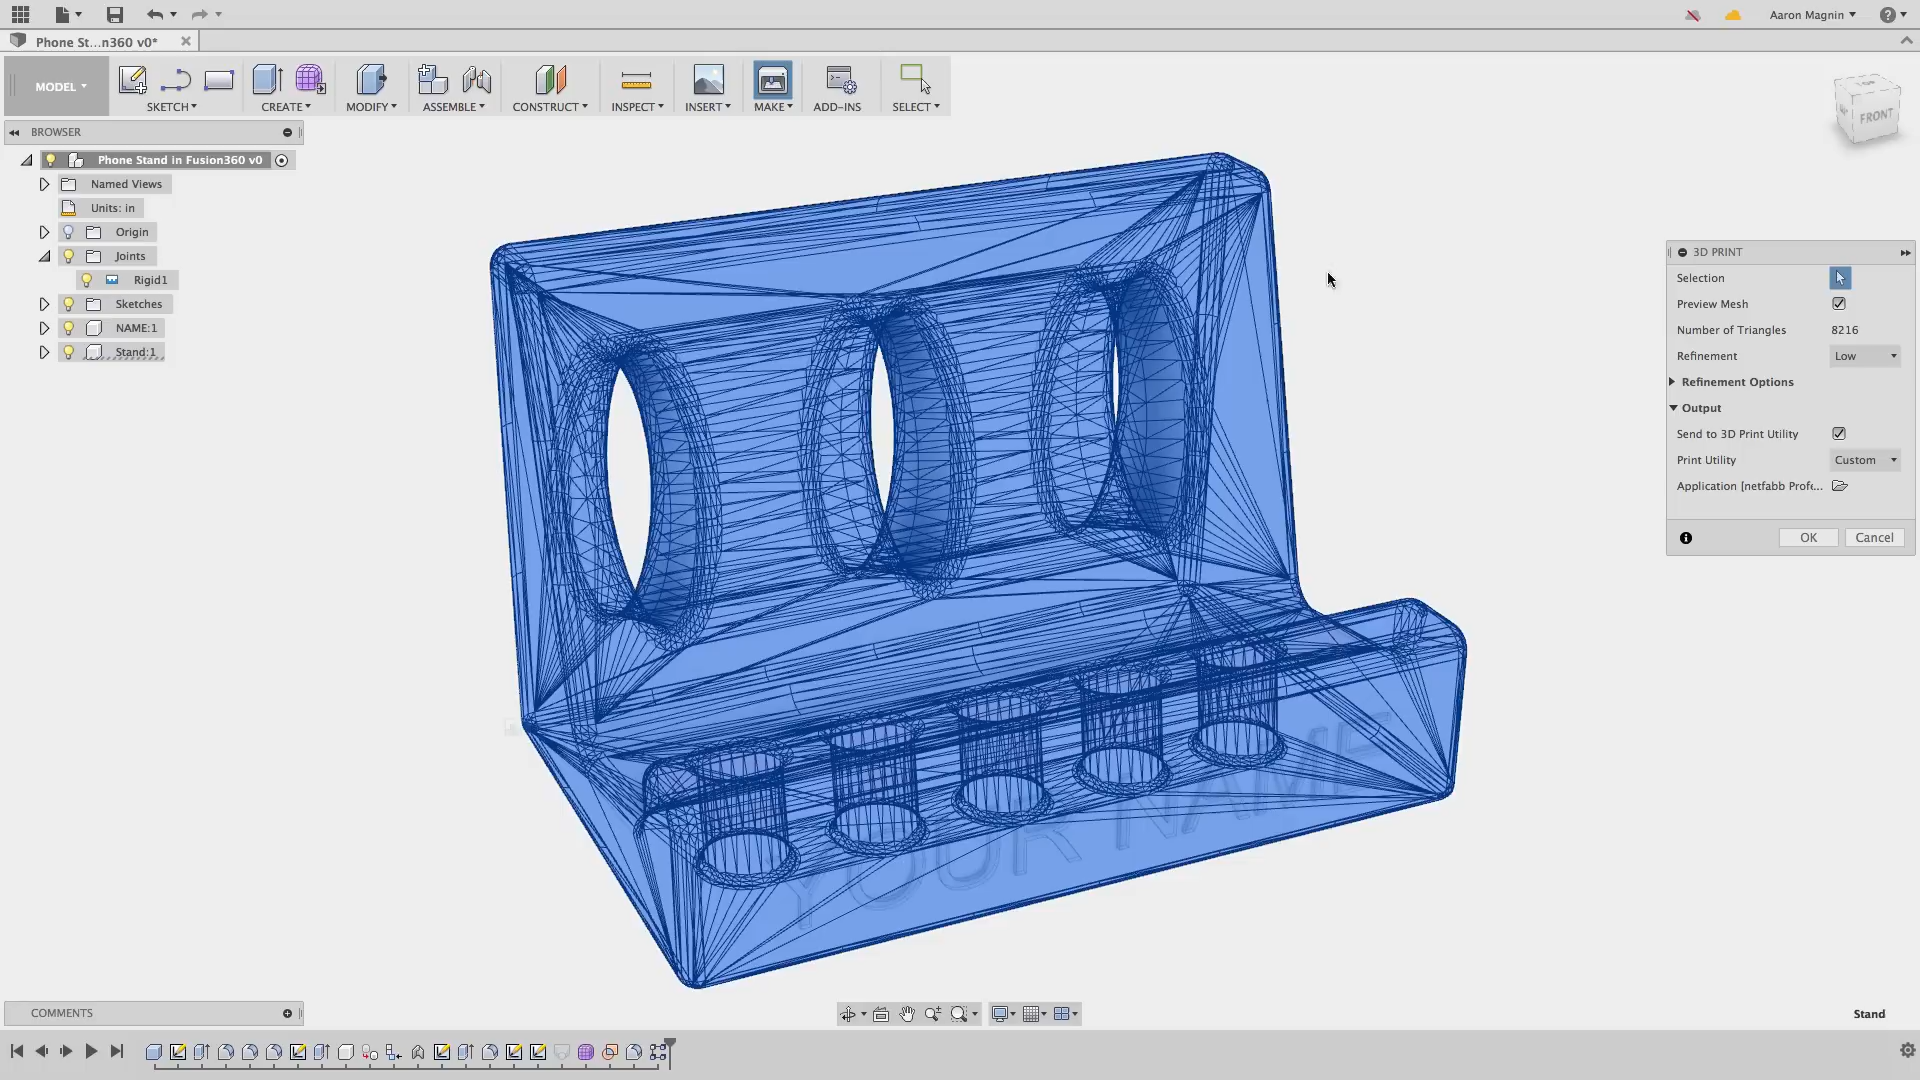 Aaron Magnin
Phone St...n360 v0*
MODEL
SKETCH
CREATE
MODIFY
ASSEMBLE
CONSTRUCT
INSPECT
INSERT
MAKE
ADD-INS
SELECT
TOP
FRONT
BROWSER
Phone Stand in Fusion360 v0
Named Views
Units: in
Origin
Joints
Rigid1
Sketches
NAME:1
Stand:1
3D PRINT
Selection
Preview Mesh
Number of Triangles 8216
Refinement Low
Refinement Options
Output
Send to 3D Print Utility
Print Utility Custom
Application [netfabb Profe...
OK Cancel
YOUR NAME
COMMENTS
Stand